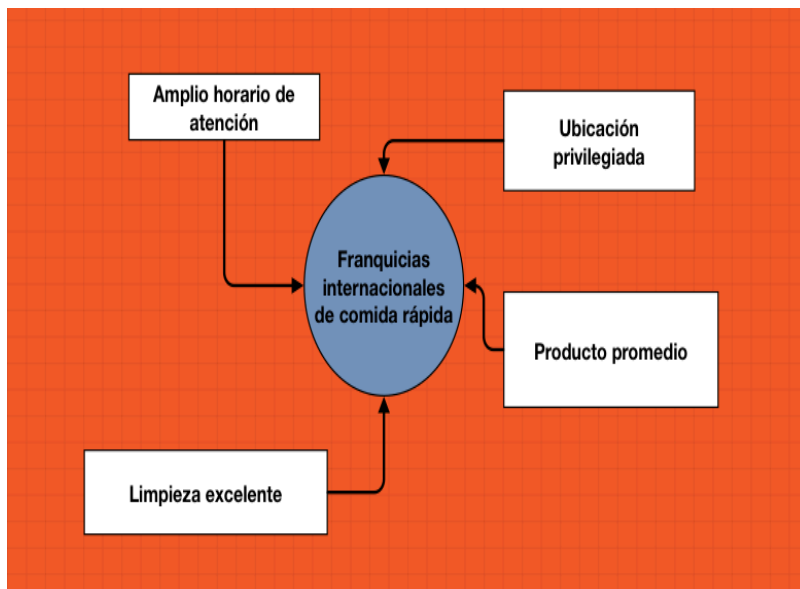 Amplio horario de
atención
Ubicación
privilegiada
Franquicias
internacionales
de comida rápida
Producto promedio
Limpieza excelente